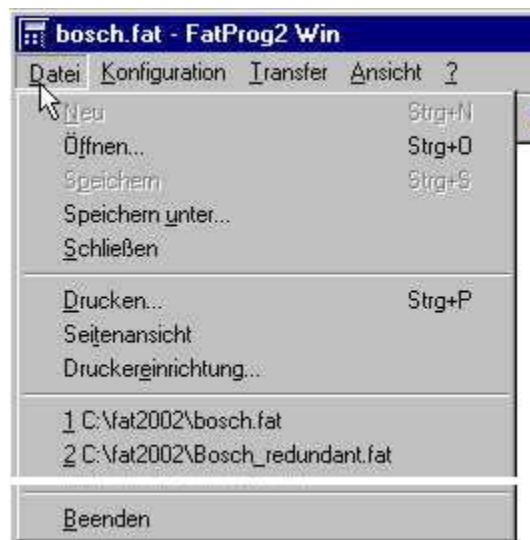 bosch.fat - FatProg2 Win
Datei Konfiguration Transfer Ansicht ?
Neu Strg+N
Öffnen... Strg+O
Speichern Strg+S
Speichern unter...
Schließen
Drucken... Strg+P
Seitenansicht
Druckereinrichtung...
1 C:\fat2002\bosch.fat
2 C:\fat2002\Bosch_redundant.fat
Beenden